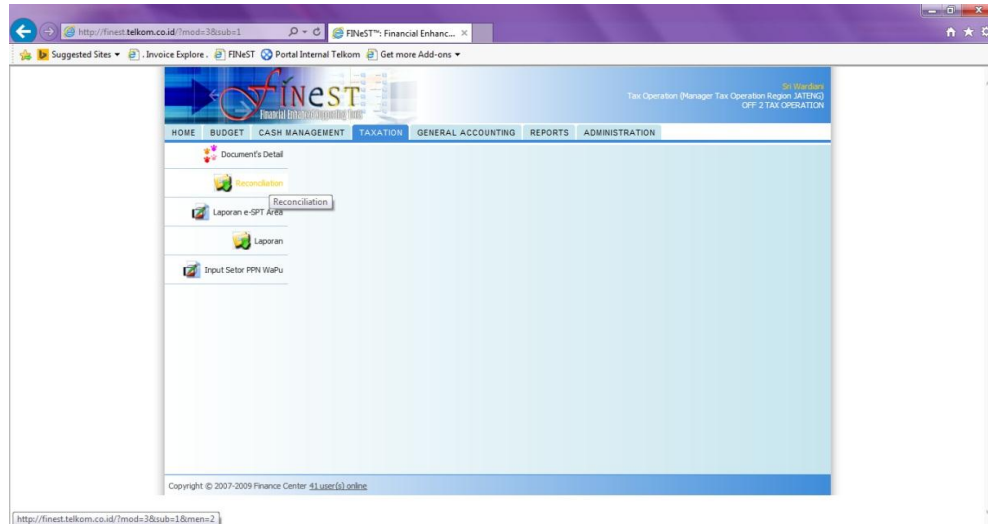 http://finest.telkom.co.id/?mod=3&sub=1
FINeST™: Financial Enhanc...
Suggested Sites
. Invoice Explore .
FINeST
Portal Internal Telkom
Get more Add-ons
finest
Financial Enhanced Reporting Tools
Sri Wardiani
Tax Operation (Manager Tax Operation Region JATENG)
OFF 2 TAX OPERATION
HOME BUDGET CASH MANAGEMENT TAXATION GENERAL ACCOUNTING REPORTS ADMINISTRATION
Document's Detail
Reconciliation
Reconciliation
Laporan e-SPT Area
Laporan
Input Setor PPN WaPu
Copyright © 2007-2009 Finance Center 41 user(s) online
http://finest.telkom.co.id/?mod=3&sub=1&men=2